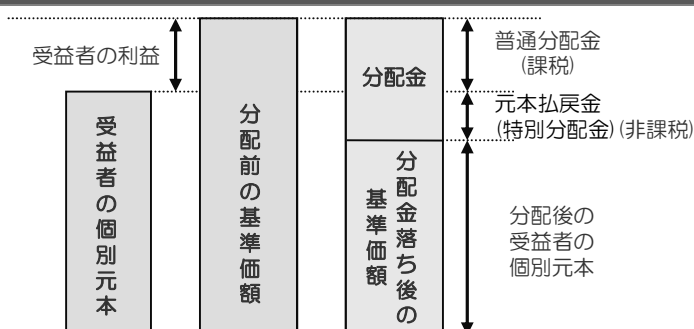 受益者の利益
受益者の個別元本
分配前の基準価額
分配金
分配金落ち後の
基準価額
普通分配金
(課税)
元本払戻金
(特別分配金)(非課税)
分配後の
受益者の
個別元本